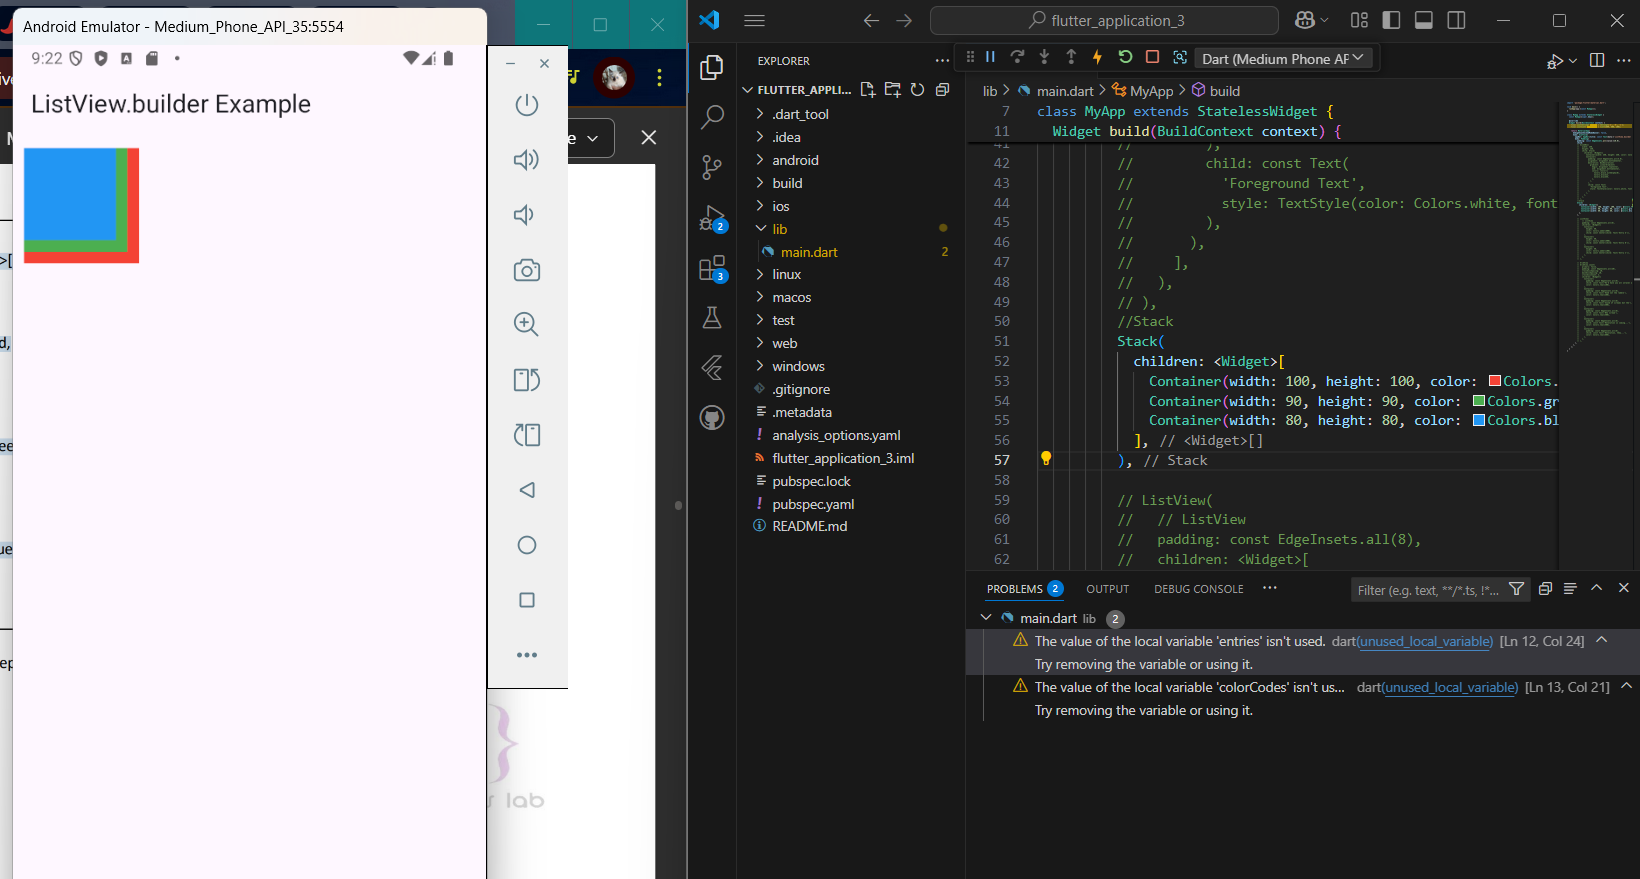 Android Emulator - Medium_Phone_API_35:5554
9:22
ListView.builder Example
flutter_application_3
EXPLORER
FLUTTER_APPLI...
.dart_tool
.idea
android
build
ios
lib
main.dart
2
linux
macos
test
web
windows
.gitignore
.metadata
analysis_options.yaml
flutter_application_3.iml
pubspec.lock
pubspec.yaml
README.md
2
3
Dart (Medium Phone AP
lib > main.dart > MyApp > build
7 class MyApp extends StatelessWidget {
11 Widget build(BuildContext context) {
41 // ),
42 // child: const Text(
43 // 'Foreground Text',
44 // style: TextStyle(color: Colors.white, font
45 // ),
46 // ),
47 // ],
48 // ),
49 // ),
50 //Stack
51 Stack(
52 children: <Widget>[
53 Container(width: 100, height: 100, color: Colors.
54 Container(width: 90, height: 90, color: Colors.gr
55 Container(width: 80, height: 80, color: Colors.bl
56 ], // <Widget>[]
57 ), // Stack
58
59 // ListView(
60 // // ListView
61 // padding: const EdgeInsets.all(8),
62 // children: <Widget>[
PROBLEMS 2 OUTPUT DEBUG CONSOLE ...
Filter (e.g. text, **/*.ts, !*...
main.dart lib 2
The value of the local variable 'entries' isn't used. dart(unused_local_variable) [Ln 12, Col 24]
Try removing the variable or using it.
The value of the local variable 'colorCodes' isn't us... dart(unused_local_variable) [Ln 13, Col 21]
Try removing the variable or using it.
lab